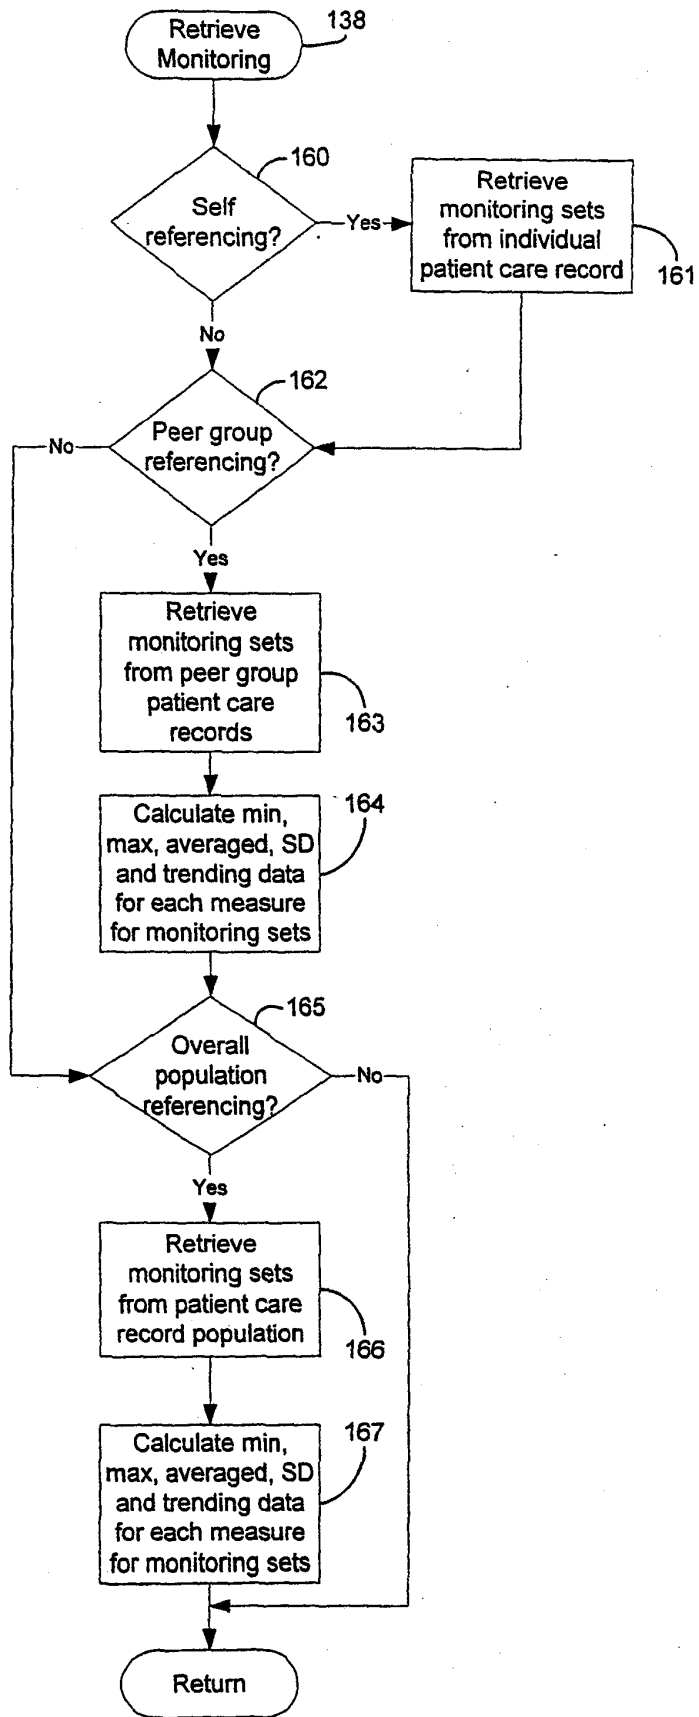 Retrieve
Monitoring
138
160
Self
referencing?
Yes
Retrieve
monitoring sets
from individual
patient care record
161
No
162
Peer group
referencing?
No
Yes
Retrieve
monitoring sets
from peer group
patient care
records
163
Calculate min,
max, averaged, SD
and trending data
for each measure
for monitoring sets
164
165
Overall
population
referencing?
No
Yes
Retrieve
monitoring sets
from patient care
record population
166
Calculate min,
max, averaged, SD
and trending data
for each measure
for monitoring sets
167
Return